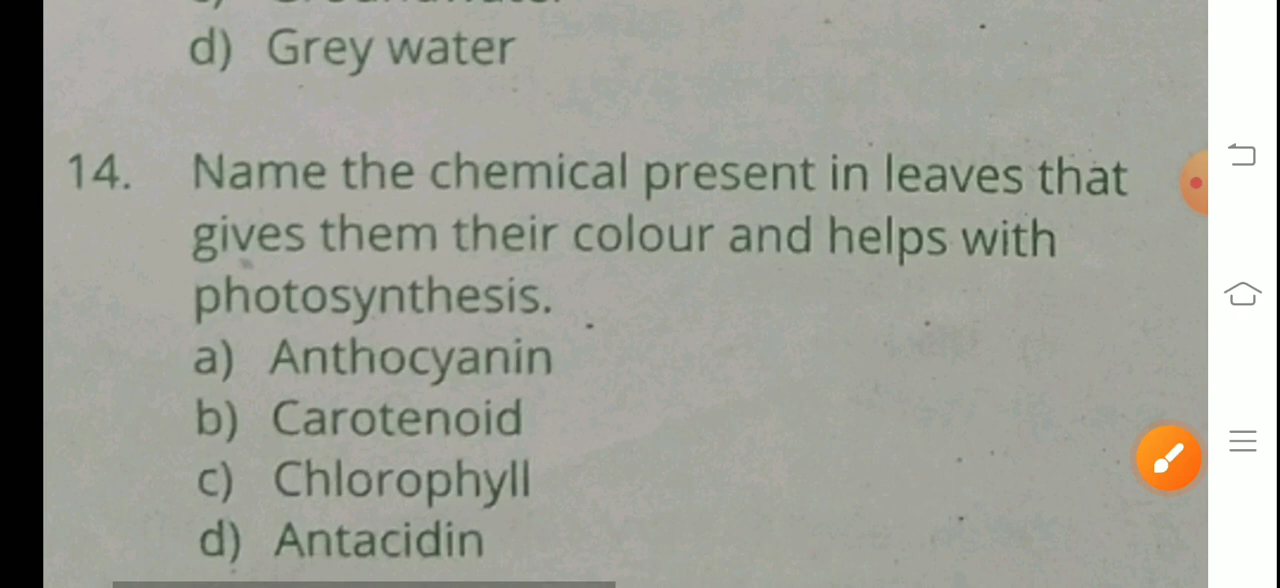 d) Grey water
14. Name the chemical present in leaves that
gives them their colour and helps with
photosynthesis.
a) Anthocyanin
b) Carotenoid
c) Chlorophyll
d) Antacidin